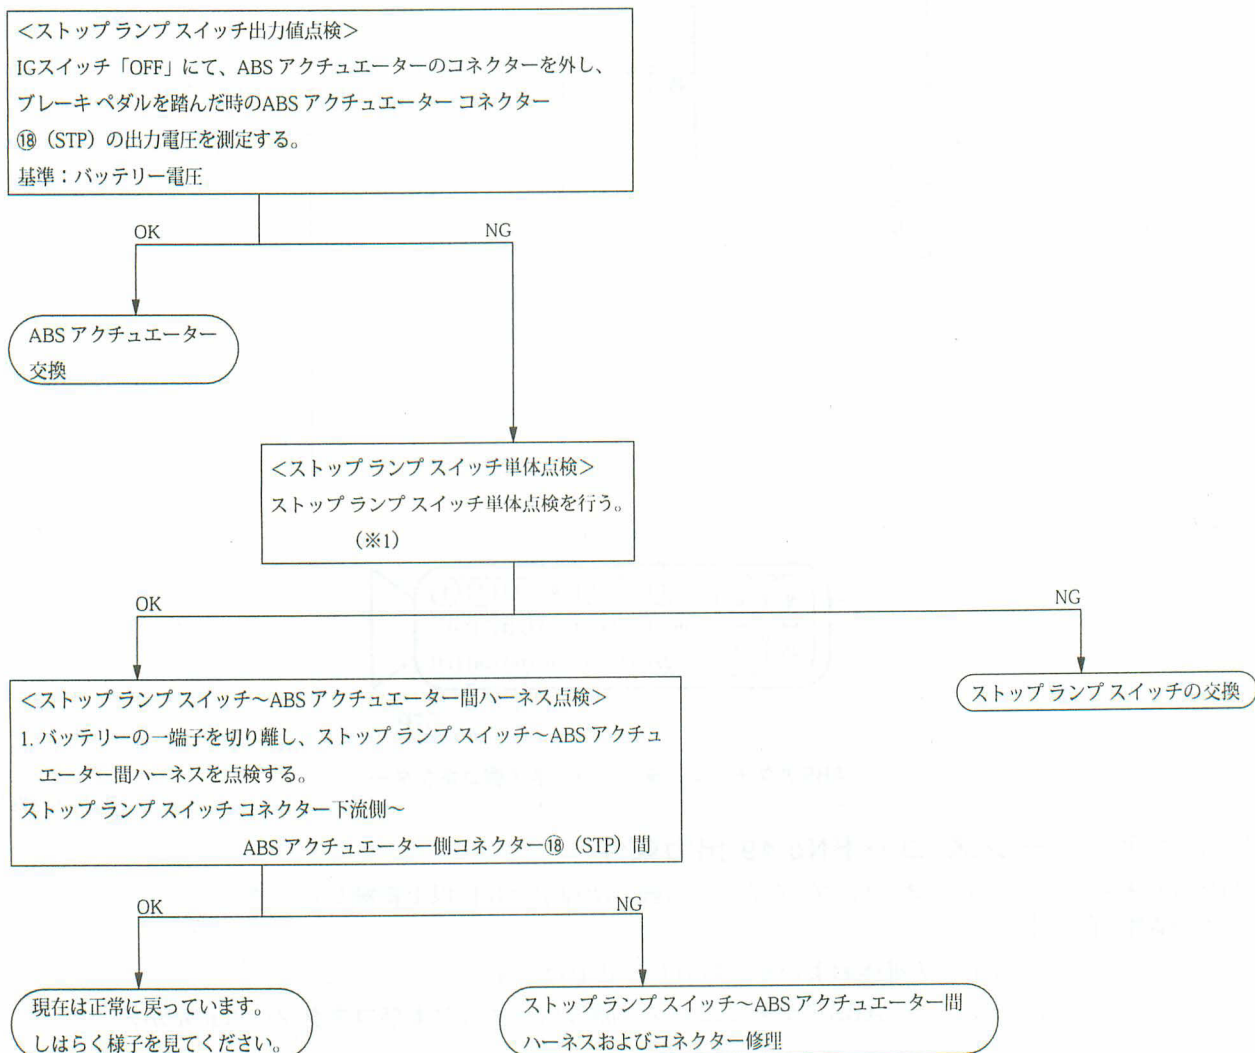 ＜ストップ ランプ スイッチ出力値点検＞
IGスイッチ「OFF」にて、ABS アクチュエーターのコネクターを外し、
ブレーキ ペダルを踏んだ時のABS アクチュエーター コネクター
⑱（STP）の出力電圧を測定する。
基準：バッテリー電圧
OK
NG
ABS アクチュエーター
交換
＜ストップ ランプ スイッチ単体点検＞
ストップ ランプ スイッチ単体点検を行う。
（※1）
OK
NG
＜ストップ ランプ スイッチ～ABS アクチュエーター間ハーネス点検＞
1. バッテリーの－端子を切り離し、ストップ ランプ スイッチ～ABS アクチュ
エーター間ハーネスを点検する。
ストップ ランプ スイッチ コネクター下流側～
ABS アクチュエーター側コネクター⑱（STP）間
ストップ ランプ スイッチの交換
OK
NG
現在は正常に戻っています。
しばらく様子を見てください。
ストップ ランプ スイッチ～ABS アクチュエーター間
ハーネスおよびコネクター修理